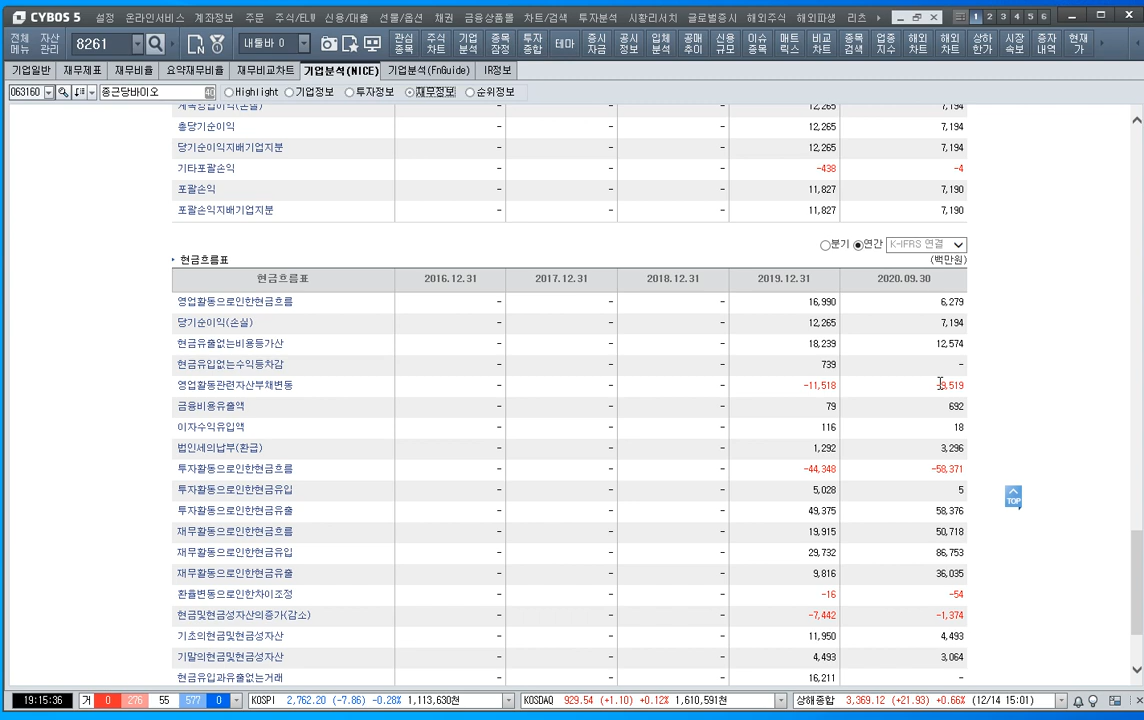 CYBOS 5 설정 온라인서비스 계좌정보 주문 주식/ELW 신용/대출 선물/옵션 채권 금융상품몰 차트/검색 투자분석 시황리서치 글로벌증시 해외주식 해외파생 리츠 1 2 3 4 5 6
전체메뉴 자산관리 8261 내툴바 0 관심종목 주식차트 기업분석 종목잠정 투자종합 테마 증시자금 공시정보 입체분석 공매추이 신용규모 이슈종목 매트릭스 비교차트 종목검색 업종지수 해외차트 해외차트 상하한가 시장속보 증자내역 현재가
기업일반 재무제표 재무비율 요약재무비율 재무비교차트 기업분석(NICE) 기업분석(FnGuide) IR정보
063160 종근당바이오 Highlight 기업정보 투자정보 재무정보 순위정보
계속영업이익(손실) - - - 12,265 7,194
총당기순이익 - - - 12,265 7,194
당기순이익지배기업지분 - - - 12,265 7,194
기타포괄손익 - - - -438 -4
포괄손익 - - - 11,827 7,190
포괄손익지배기업지분 - - - 11,827 7,190
분기 연간 K-IFRS 연결
현금흐름표 (백만원)
현금흐름표 2016.12.31 2017.12.31 2018.12.31 2019.12.31 2020.09.30
영업활동으로인한현금흐름 - - - 16,990 6,279
당기순이익(손실) - - - 12,265 7,194
현금유출없는비용등가산 - - - 18,239 12,574
현금유입없는수익등차감 - - - 739 -
영업활동관련자산부채변동 - - - -11,518 -9,519
금융비용유출액 - - - 79 692
이자수익유입액 - - - 116 18
법인세의납부(환급) - - - 1,292 3,296
투자활동으로인한현금흐름 - - - -44,348 -58,371
투자활동으로인한현금유입 - - - 5,028 5
투자활동으로인한현금유출 - - - 49,375 58,376
재무활동으로인한현금흐름 - - - 19,915 50,718
재무활동으로인한현금유입 - - - 29,732 86,753
재무활동으로인한현금유출 - - - 9,816 36,035
환율변동으로인한차이조정 - - - -16 -54
현금및현금성자산의증가(감소) - - - -7,442 -1,374
기초의현금및현금성자산 - - - 11,950 4,493
기말의현금및현금성자산 - - - 4,493 3,064
현금유입과유출없는거래 - - - 16,211 -
TOP
19:15:36 거 0 276 55 577 0 KOSPI 2,762.20 (-7.86) -0.28% 1,113,630천 KOSDAQ 929.54 (+1.10) +0.12% 1,610,591천 상해종합 3,369.12 (+21.93) +0.66% (12/14 15:01)